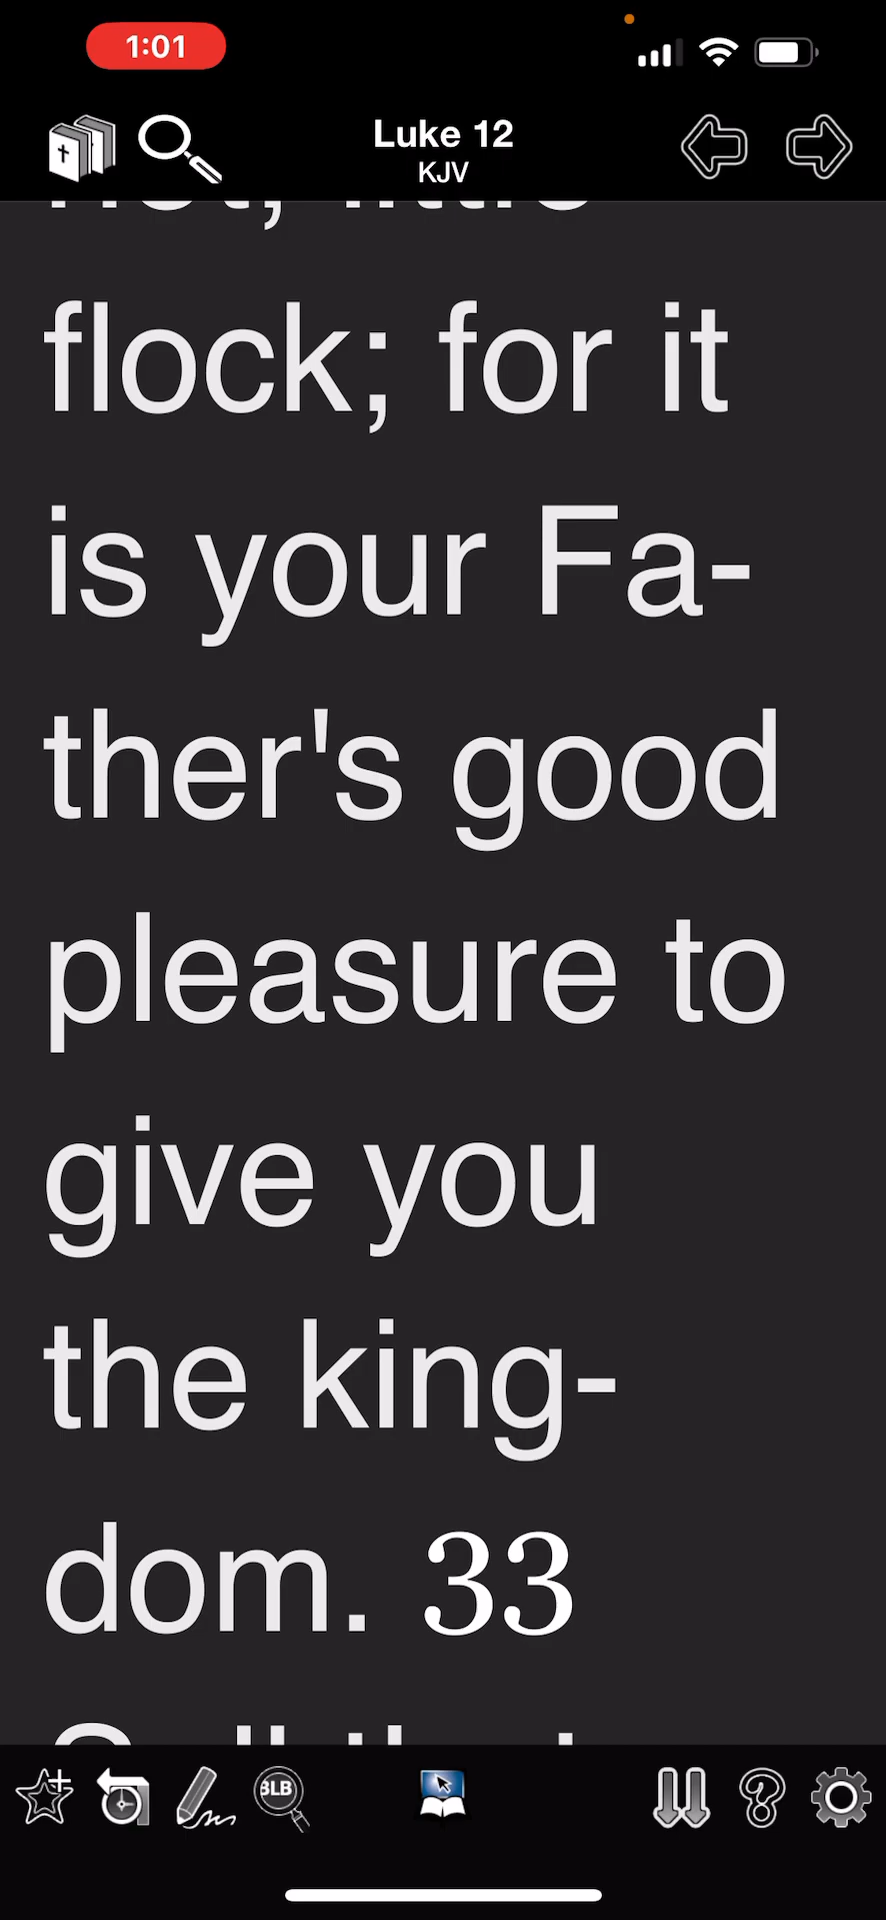 1:01
Luke 12
KJV
flock; for it
is your Fa-
ther's good
pleasure to
give you
the king-
dom. 33
BLB